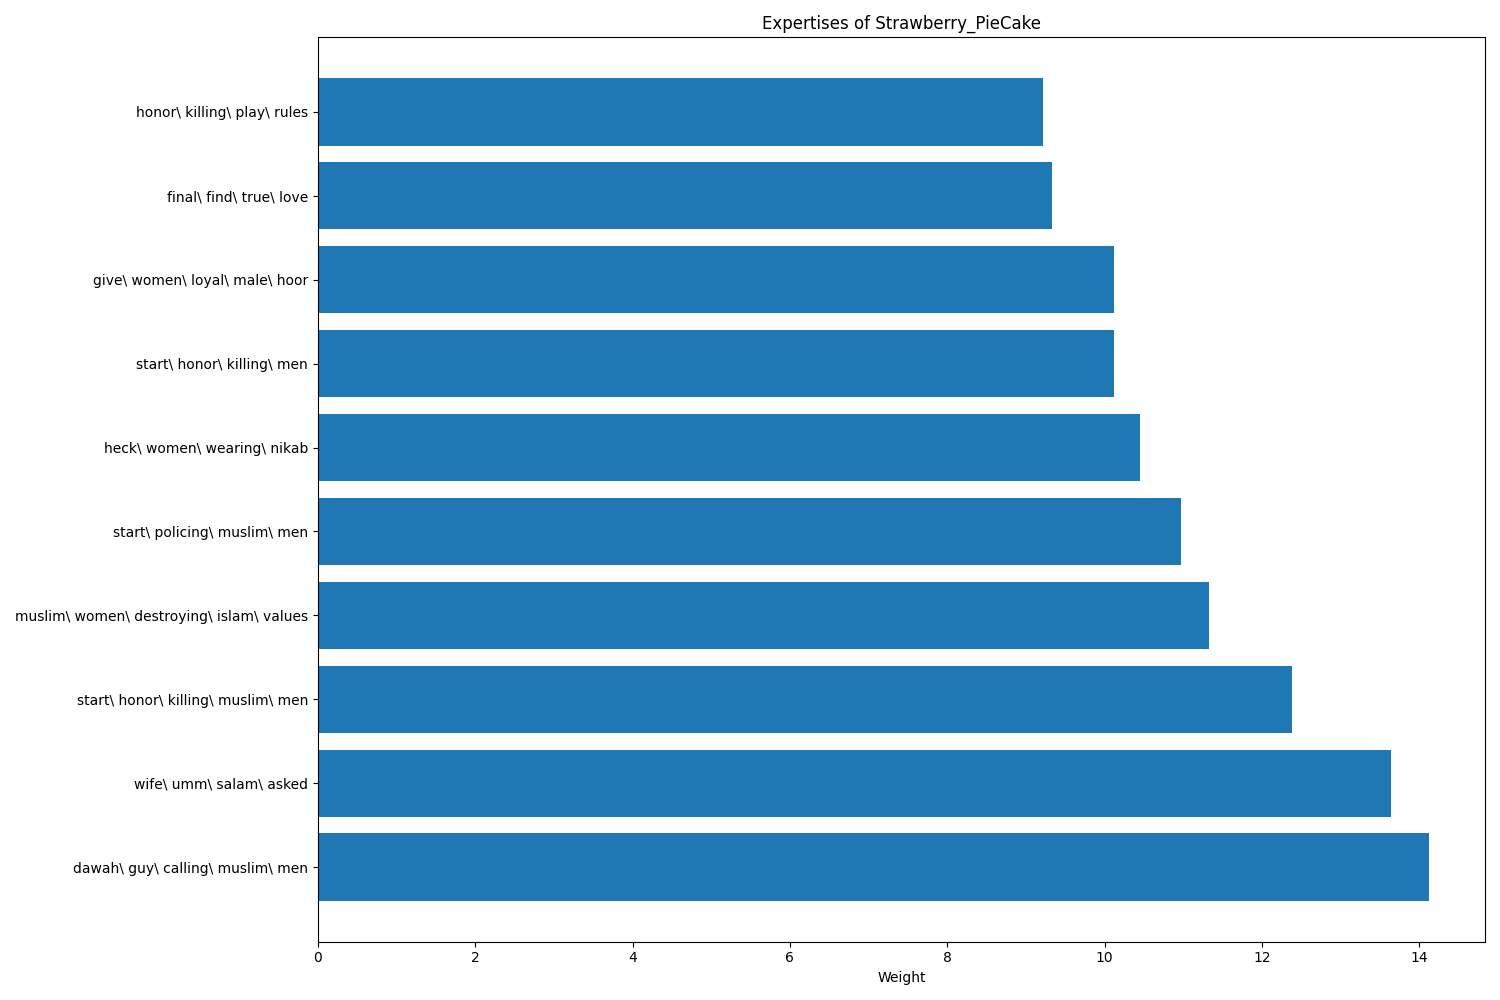 Expertises of Strawberry_PieCake
honor\ killing\ play\ rules
final\ find\ true\ love
give\ women\ loyal\ male\ hoor
start\ honor\ killing\ men
heck\ women\ wearing\ nikab
start\ policing\ muslim\ men
muslim\ women\ destroying\ islam\ values
start\ honor\ killing\ muslim\ men
wife\ umm\ salam\ asked
dawah\ guy\ calling\ muslim\ men
0 2 4 6 8 10 12 14
Weight